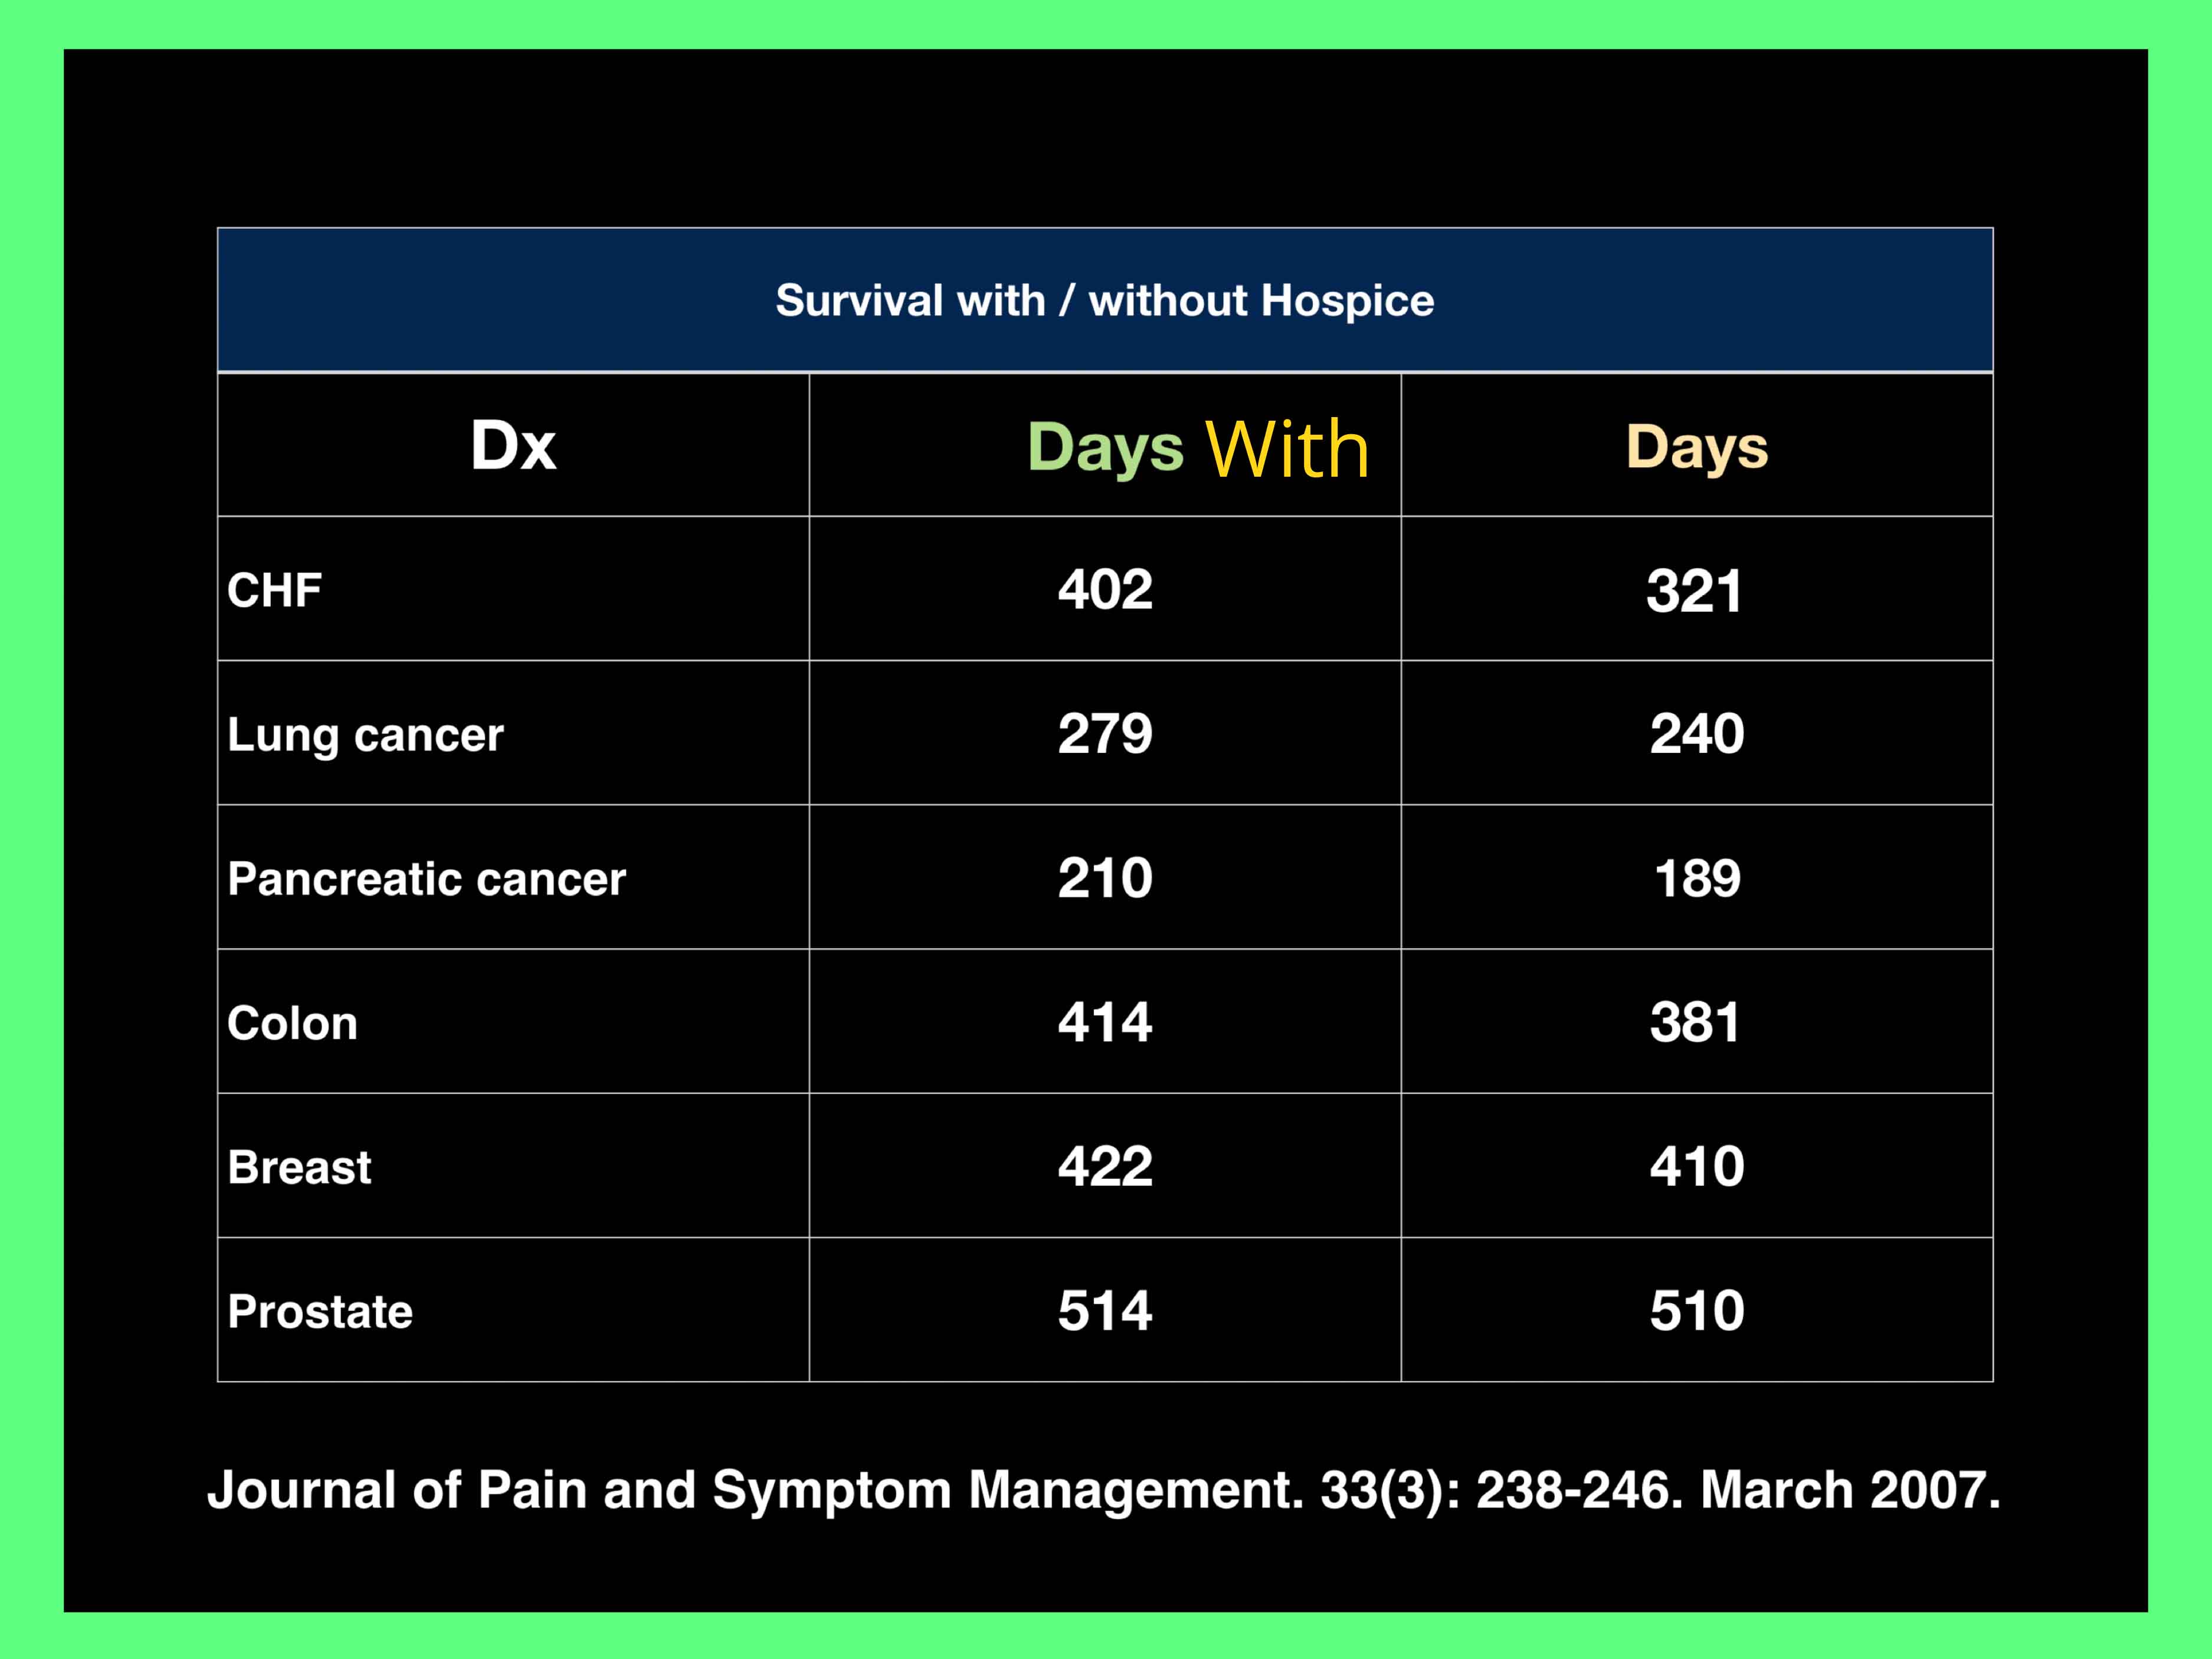 Survival with / without Hospice
Dx Days With Days
CHF 402 321
Lung cancer 279 240
Pancreatic cancer 210 189
Colon 414 381
Breast 422 410
Prostate 514 510
Journal of Pain and Symptom Management. 33(3): 238-246. March 2007.